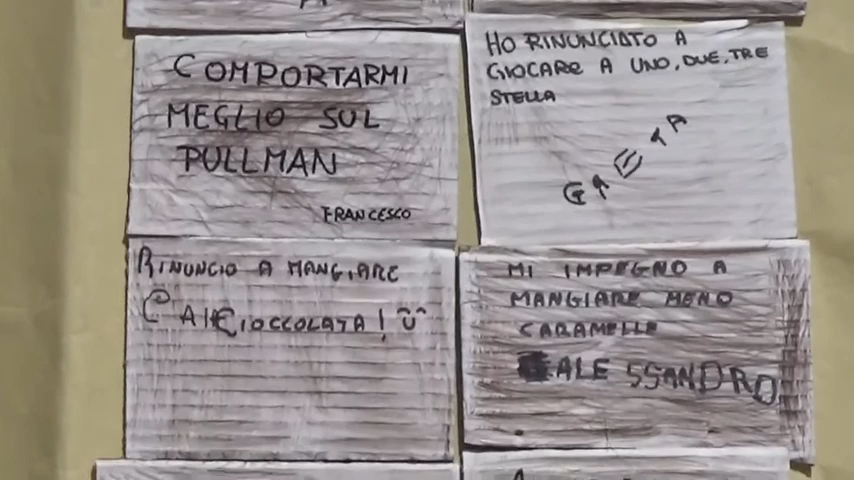 COMPORTARMI
MEGLIO SUL
PULLMAN
FRANCESCO
HO RINUNCIATO A
GIOCARE A UNO, DUE, TRE
STELLA
GAETA
RINUNCIO A MANGIARE
CIOCCOLATA!
MI IMPEGNO A
MANGIARE MENO
CARAMELLE
ALESSANDRO